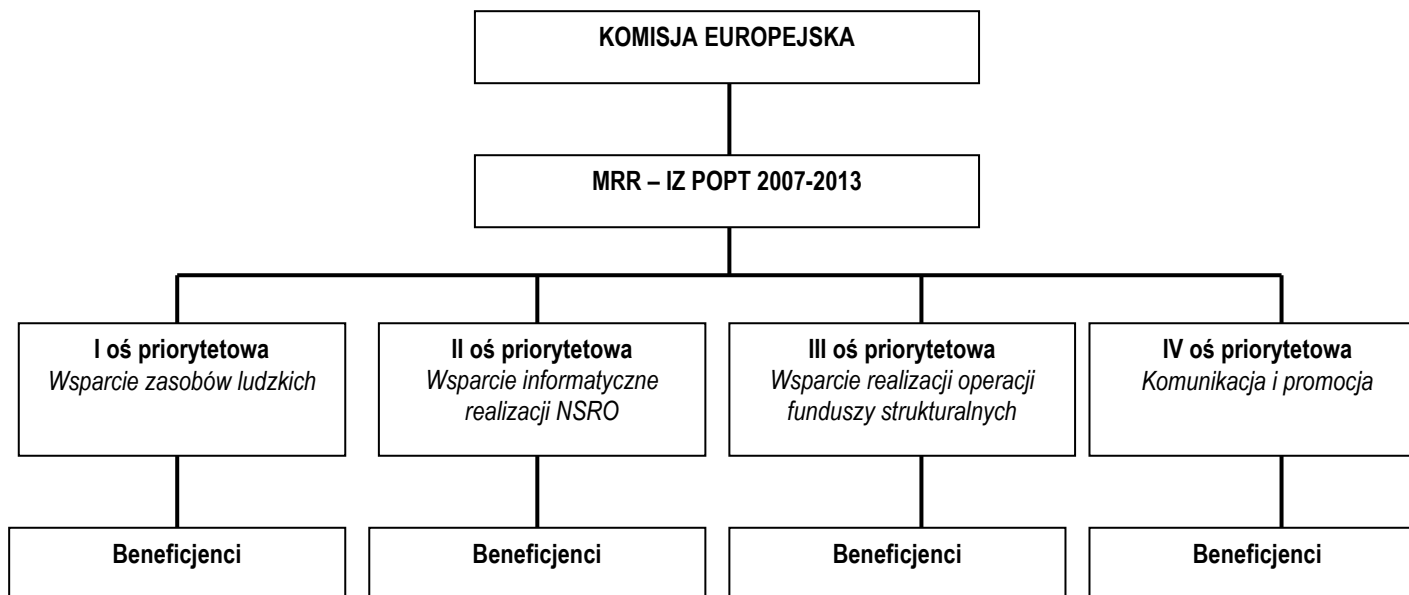 KOMISJA EUROPEJSKA
MRR – IZ POPT 2007-2013
I oś priorytetowa
Wsparcie zasobów ludzkich
II oś priorytetowa
Wsparcie informatyczne
realizacji NSRO
III oś priorytetowa
Wsparcie realizacji operacji
funduszy strukturalnych
IV oś priorytetowa
Komunikacja i promocja
Beneficjenci
Beneficjenci
Beneficjenci
Beneficjenci